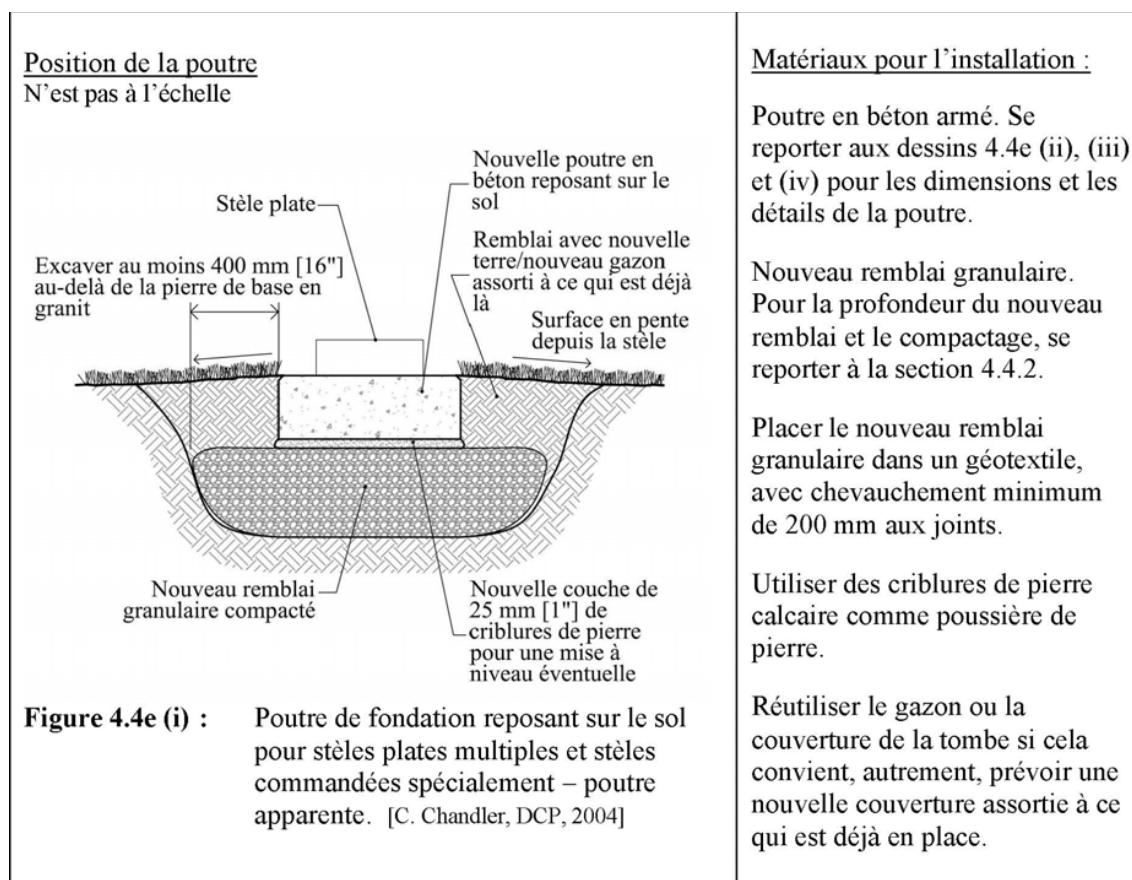 Position de la poutre
N'est pas à l'échelle
Nouvelle poutre en
béton reposant sur le
sol
Stèle plate
Remblai avec nouvelle
terre/nouveau gazon
assorti à ce qui est déjà
là
Excaver au moins 400 mm [16"]
au-delà de la pierre de base en
granit
Surface en pente
depuis la stèle
Nouveau remblai
granulaire compacté
Nouvelle couche de
25 mm [1"] de
criblures de pierre
pour une mise à
niveau éventuelle
Figure 4.4e (i) : Poutre de fondation reposant sur le sol
pour stèles plates multiples et stèles
commandées spécialement – poutre
apparente. [C. Chandler, DCP, 2004]
Matériaux pour l'installation :
Poutre en béton armé. Se
reporter aux dessins 4.4e (ii), (iii)
et (iv) pour les dimensions et les
détails de la poutre.
Nouveau remblai granulaire.
Pour la profondeur du nouveau
remblai et le compactage, se
reporter à la section 4.4.2.
Placer le nouveau remblai
granulaire dans un géotextile,
avec chevauchement minimum
de 200 mm aux joints.
Utiliser des criblures de pierre
calcaire comme poussière de
pierre.
Réutiliser le gazon ou la
couverture de la tombe si cela
convient, autrement, prévoir une
nouvelle couverture assortie à ce
qui est déjà en place.